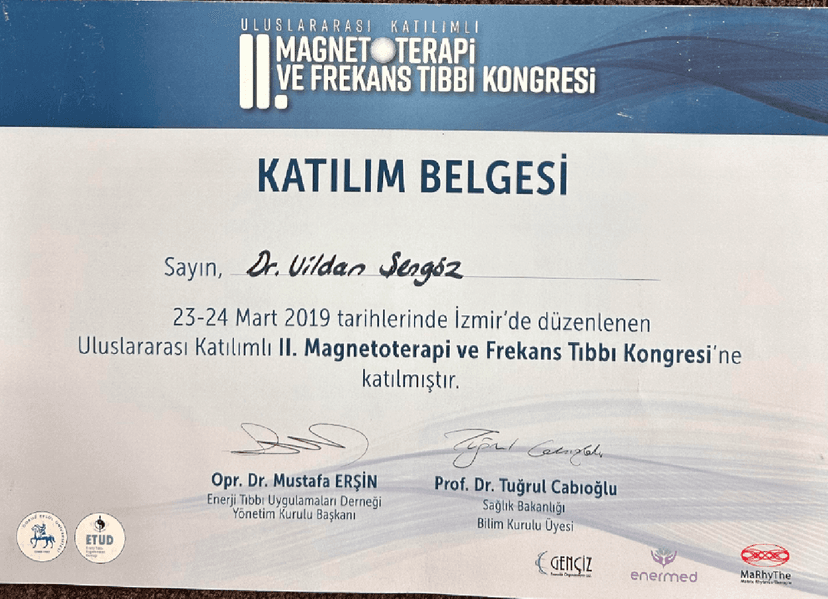 ULUSLARARASI KATILIMLI
II. MAGNETOTERAPi
VE FREKANS TIBBI KONGRESi
KATILIM BELGESİ
Sayın, Dr. Vildan Sengöz
23-24 Mart 2019 tarihlerinde İzmir'de düzenlenen
Uluslararası Katılımlı II. Magnetoterapi ve Frekans Tıbbı Kongresi'ne
katılmıştır.
Tuğrul Cabıoğlu
Opr. Dr. Mustafa ERŞİN
Enerji Tıbbı Uygulamaları Derneği
Yönetim Kurulu Başkanı
Prof. Dr. Tuğrul Cabıoğlu
Sağlık Bakanlığı
Bilim Kurulu Üyesi
ETUD
GENÇİZ
enermed
MaRhyThe